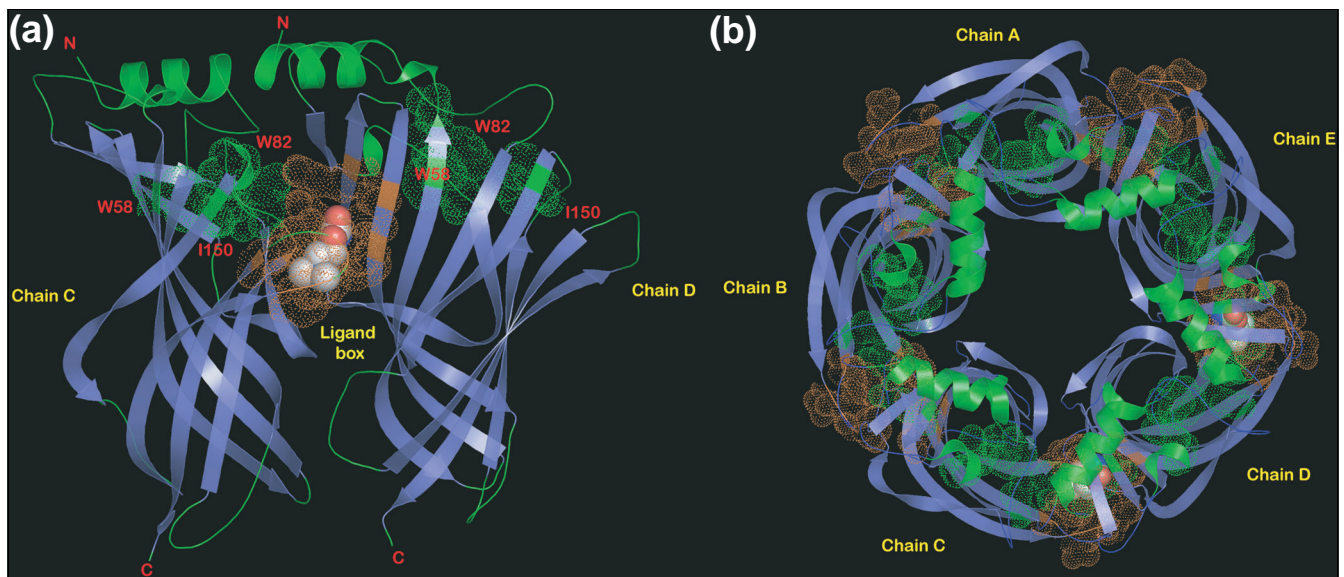 (a)
N
N
W82
W82
W58
W58
I150
I150
Chain C
Chain D
Ligand
box
C
C
(b)
Chain A
Chain E
Chain B
Chain D
Chain C